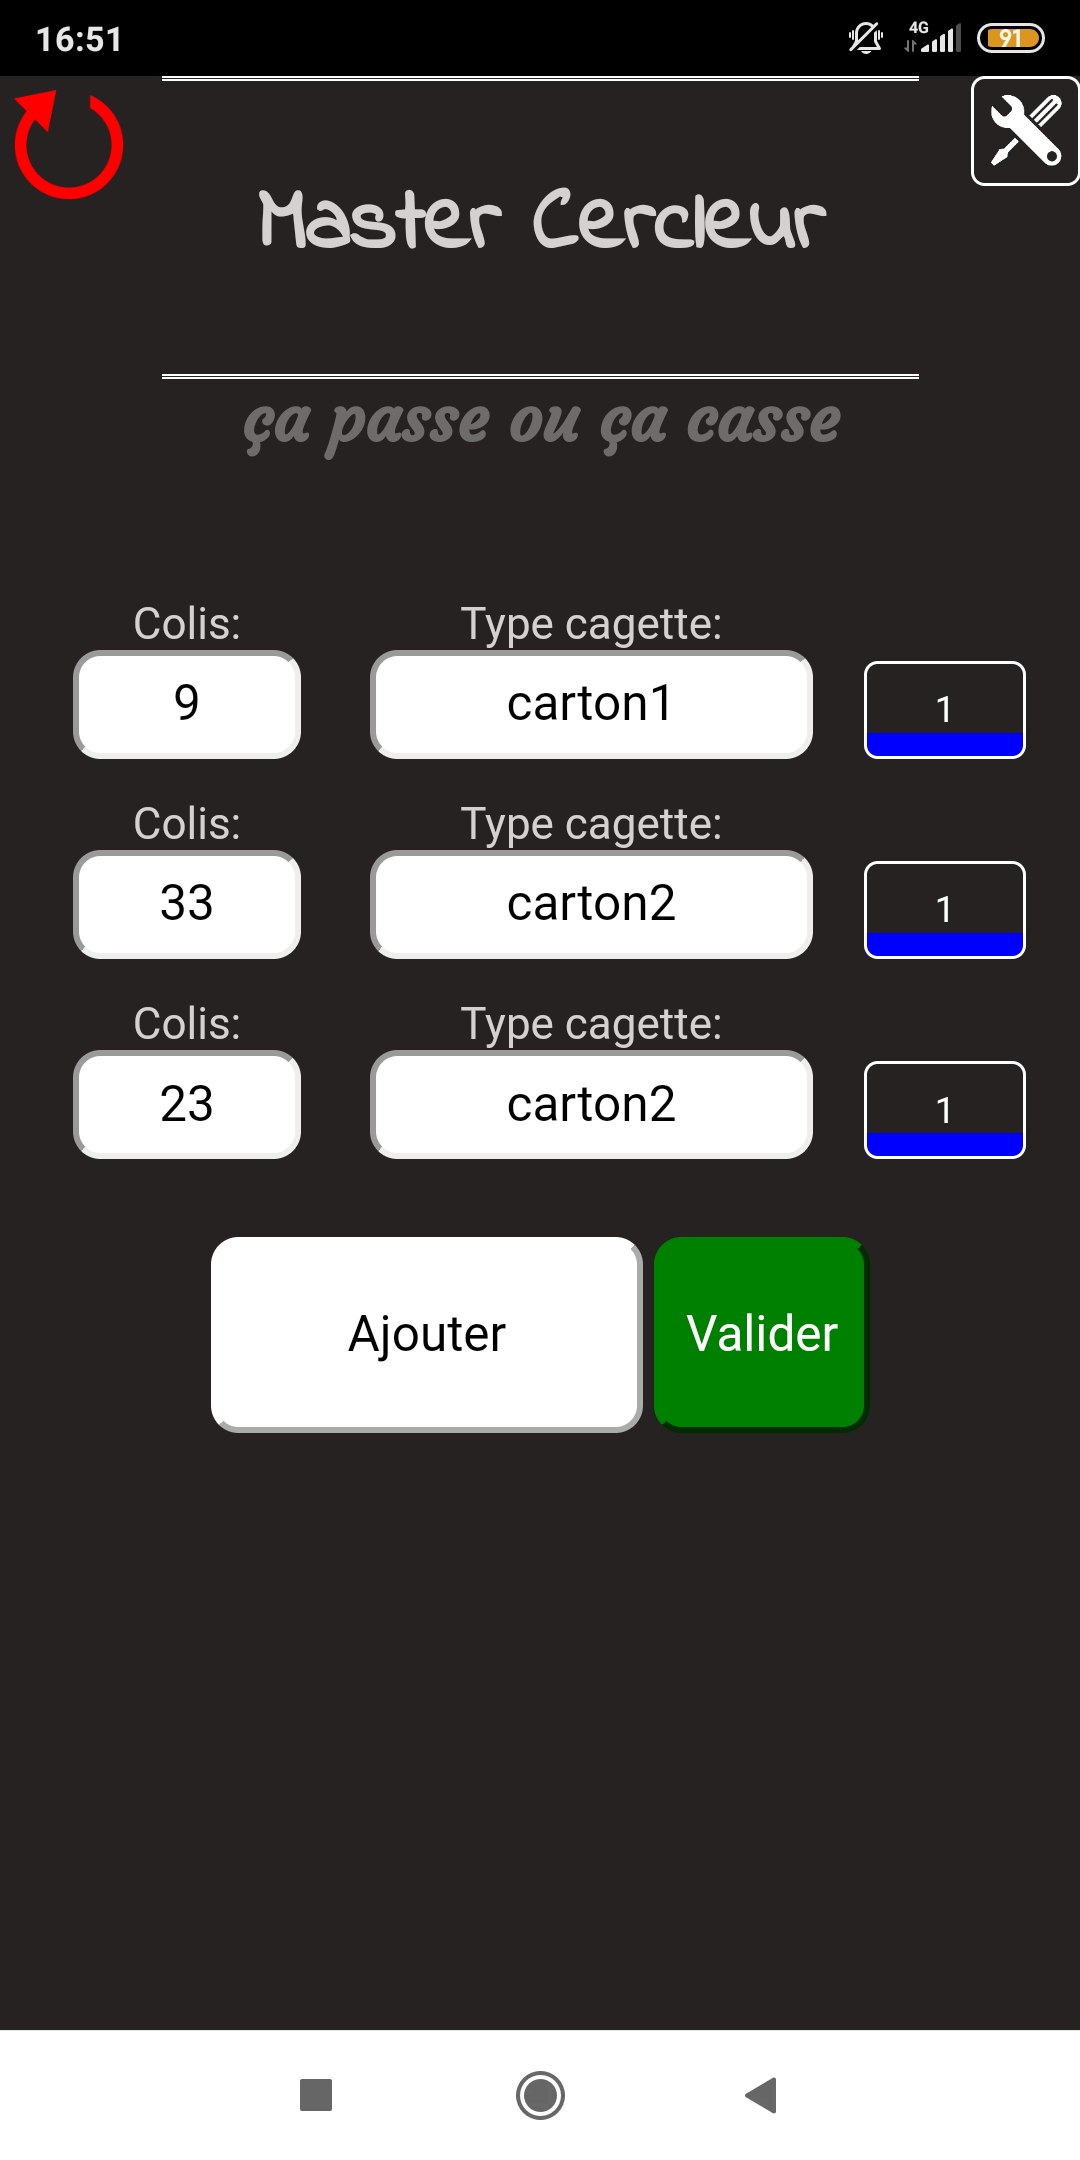 16:51 4G 91
Master Cercleur
ça passe ou ça casse
Colis: Type cagette:
9 carton1 1
Colis: Type cagette:
33 carton2 1
Colis: Type cagette:
23 carton2 1
Ajouter Valider